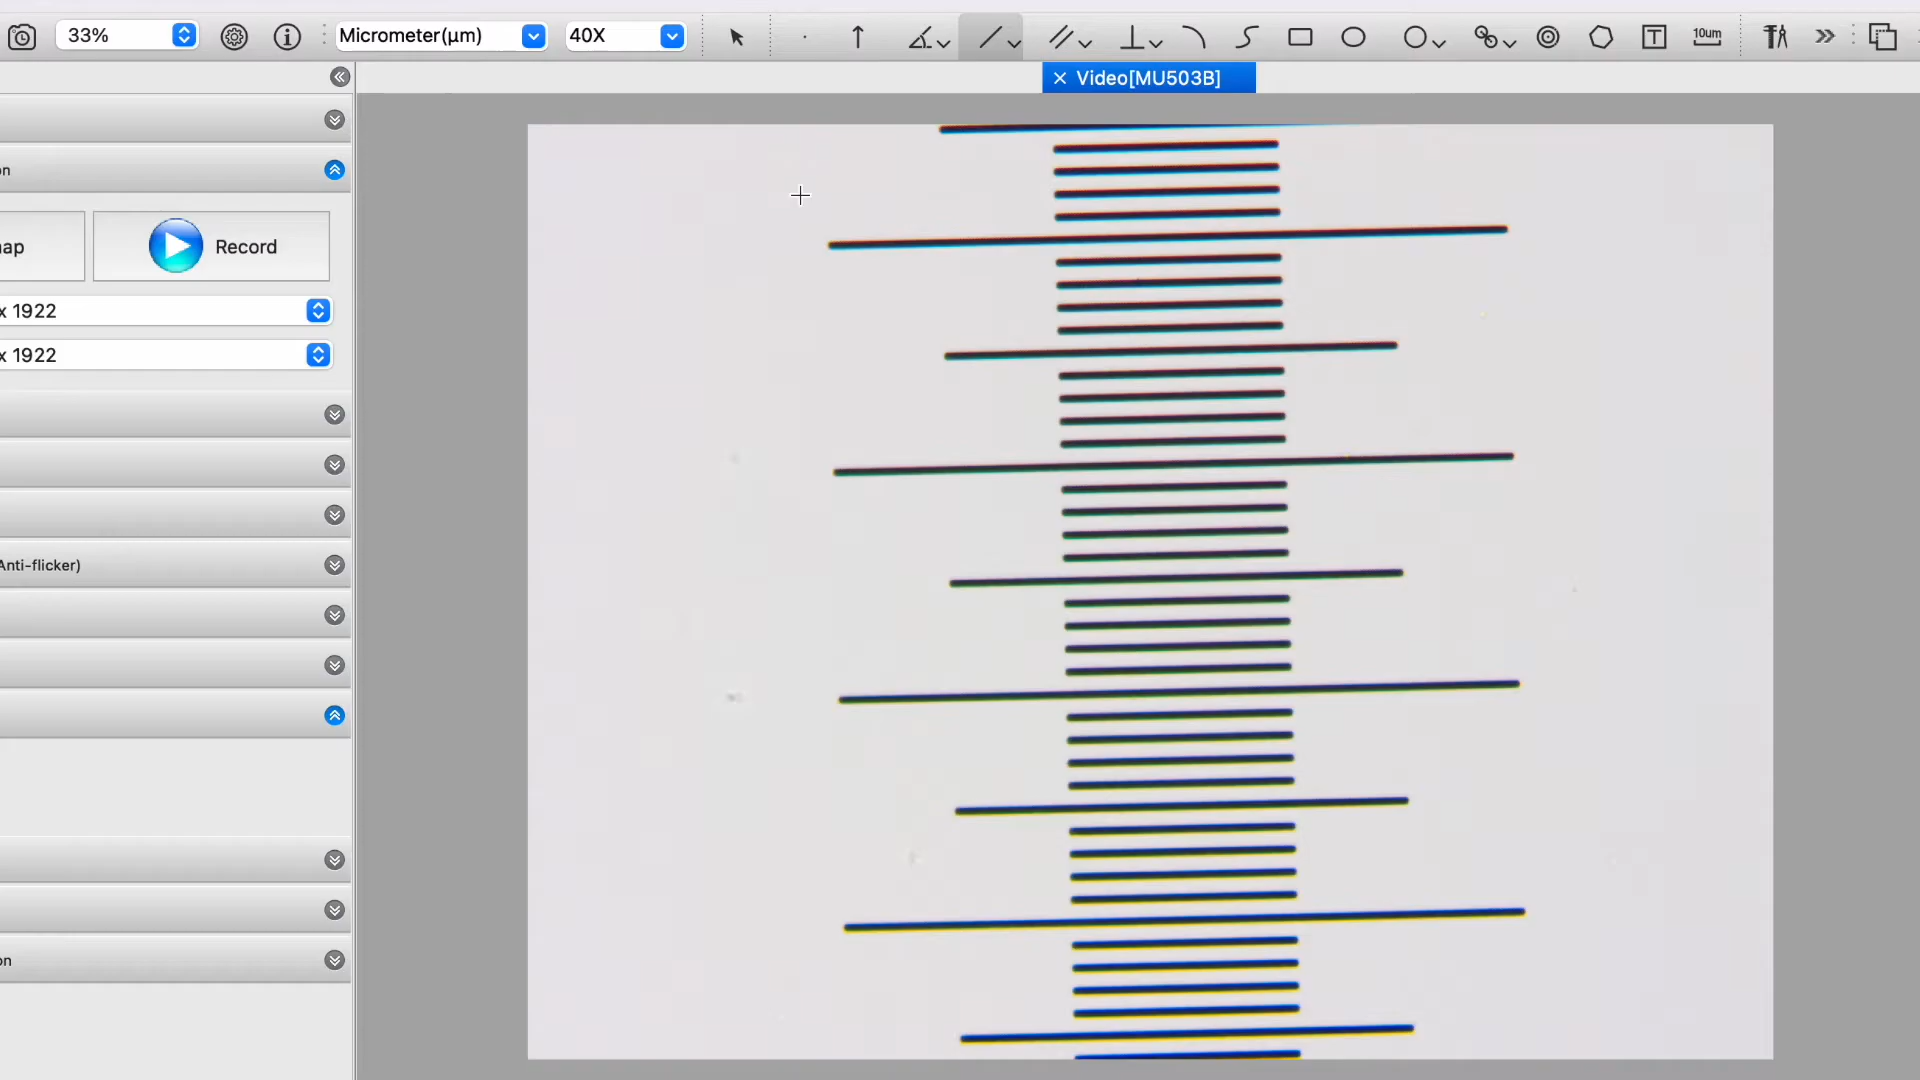 33%
Micrometer(μm)
40X
10um
Video[MU503B]
on
ap
Record
x 1922
x 1922
Anti-flicker)
on